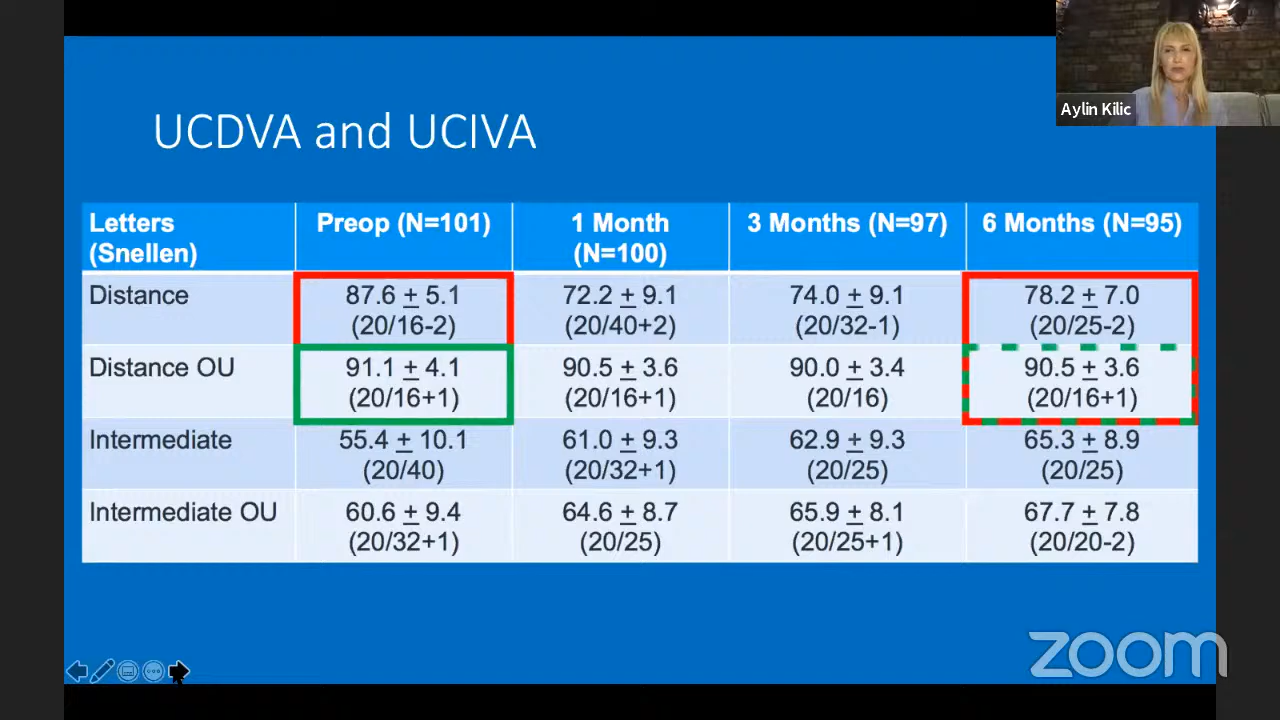 Aylin Kilic
UCDVA and UCIVA
Letters (Snellen) Preop (N=101) 1 Month (N=100) 3 Months (N=97) 6 Months (N=95)
Distance 87.6 ± 5.1 (20/16-2) 72.2 ± 9.1 (20/40+2) 74.0 ± 9.1 (20/32-1) 78.2 ± 7.0 (20/25-2)
Distance OU 91.1 ± 4.1 (20/16+1) 90.5 ± 3.6 (20/16+1) 90.0 ± 3.4 (20/16) 90.5 ± 3.6 (20/16+1)
Intermediate 55.4 ± 10.1 (20/40) 61.0 ± 9.3 (20/32+1) 62.9 ± 9.3 (20/25) 65.3 ± 8.9 (20/25)
Intermediate OU 60.6 ± 9.4 (20/32+1) 64.6 ± 8.7 (20/25) 65.9 ± 8.1 (20/25+1) 67.7 ± 7.8 (20/20-2)
zoom